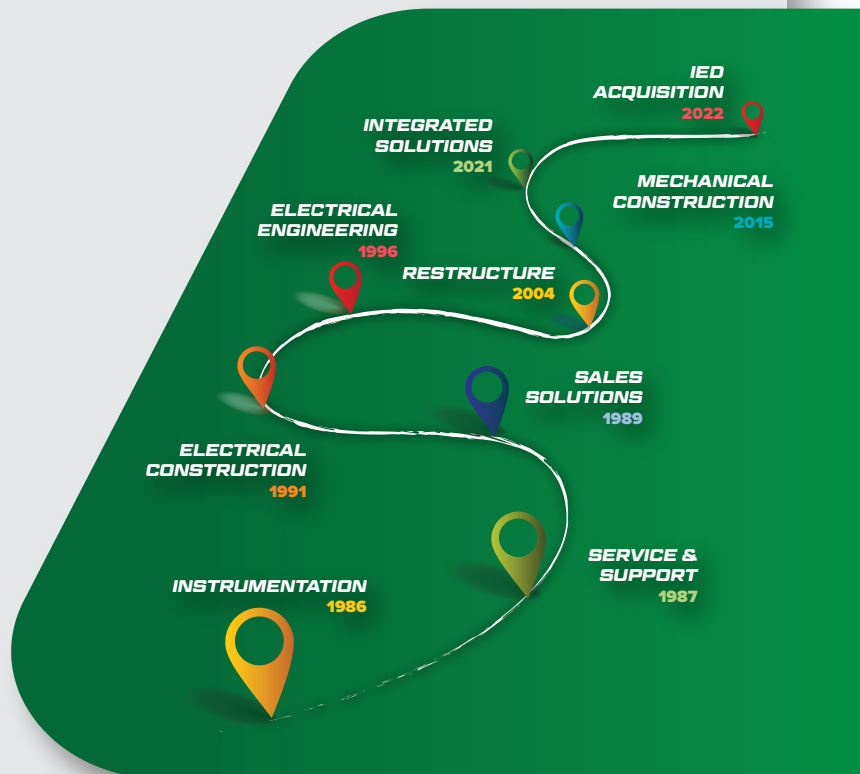 IED
ACQUISITION
2022
INTEGRATED
SOLUTIONS
2021
MECHANICAL
CONSTRUCTION
2015
ELECTRICAL
ENGINEERING
1996
RESTRUCTURE
2004
SALES
SOLUTIONS
1989
ELECTRICAL
CONSTRUCTION
1991
SERVICE &
SUPPORT
1987
INSTRUMENTATION
1986